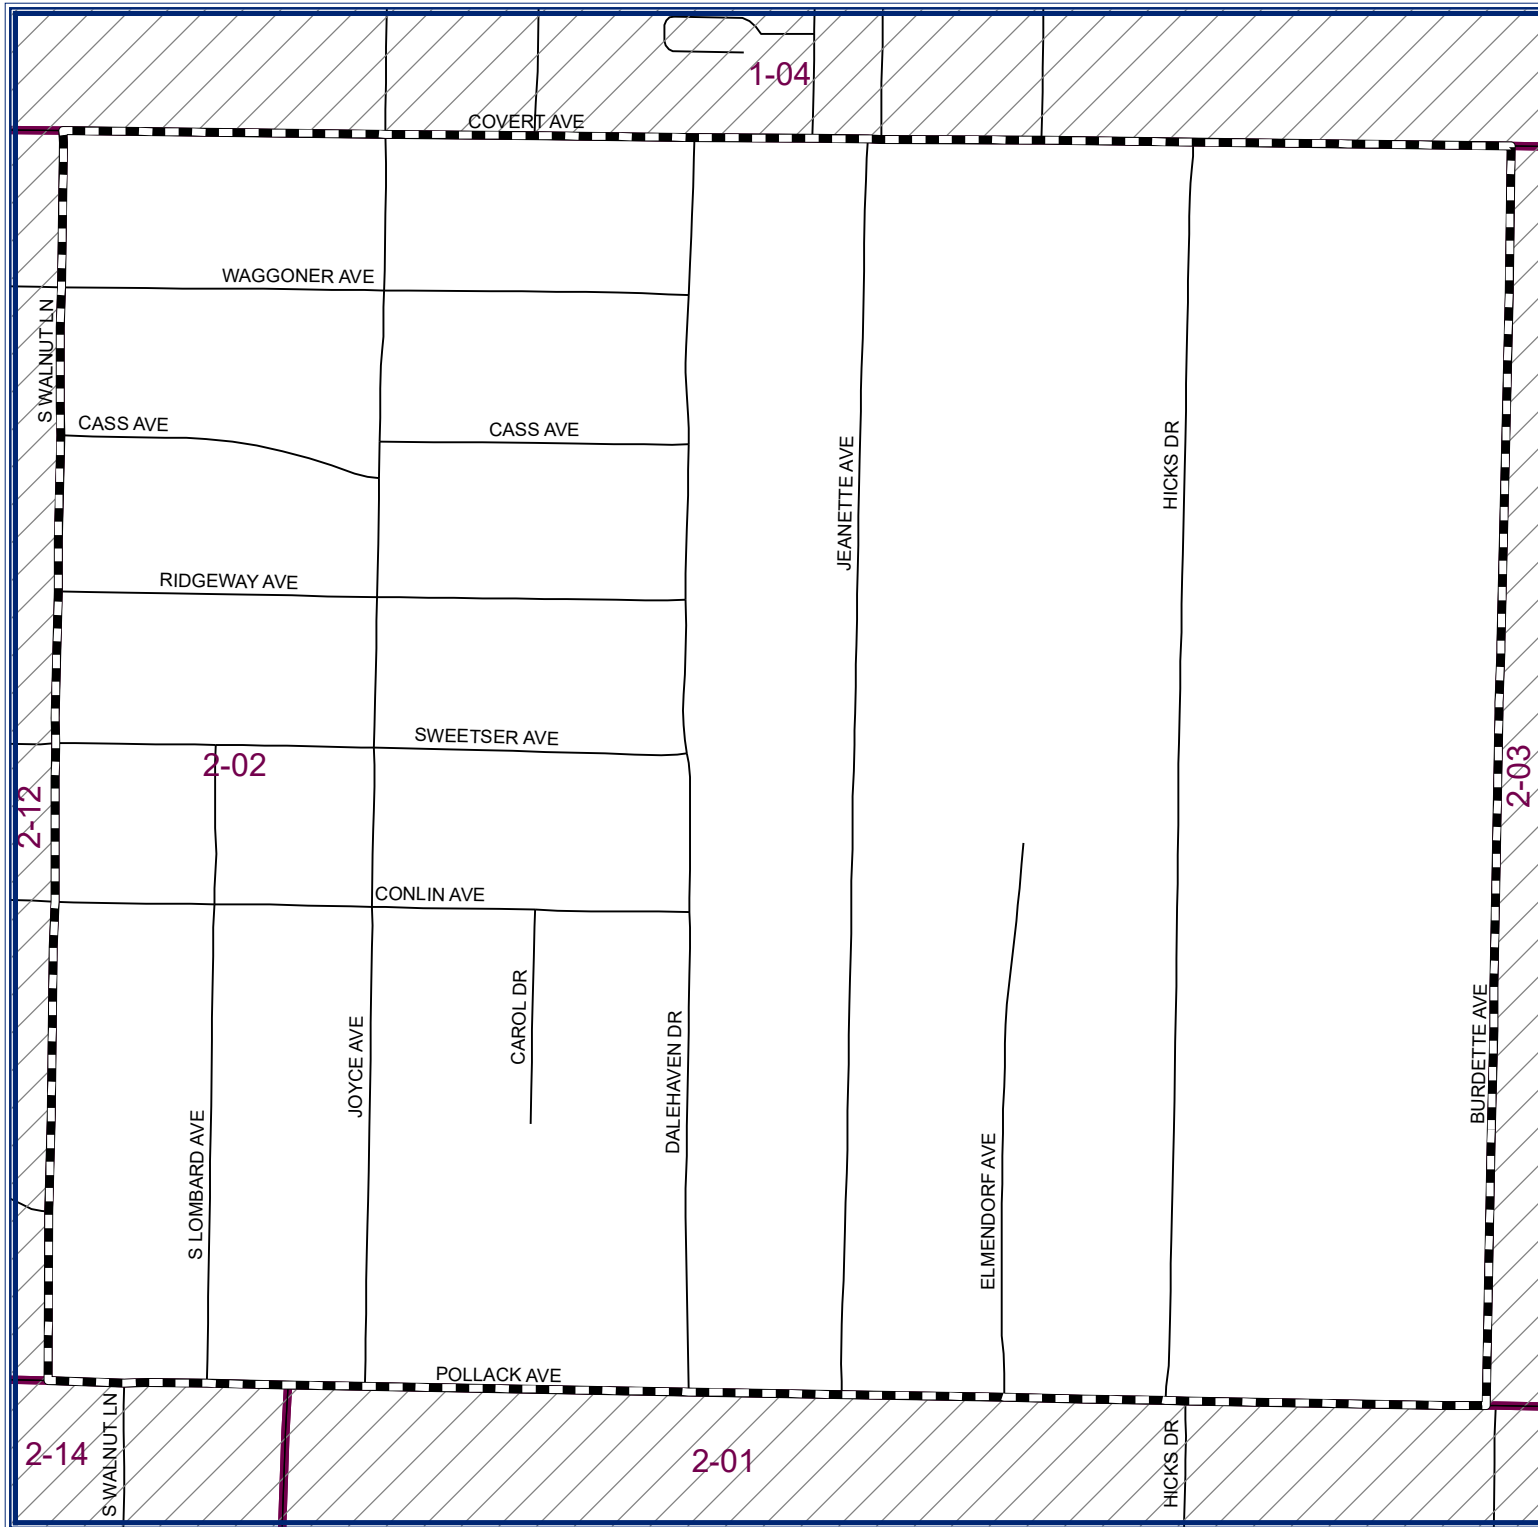 1-04
COVERT AVE
WAGGONER AVE
S WALNUT LN
CASS AVE
CASS AVE
JEANETTE AVE
HICKS DR
RIDGEWAY AVE
SWEETSER AVE
2-02
2-12
2-03
CONLIN AVE
CAROL DR
JOYCE AVE
DALEHAVEN DR
BURDETTE AVE
S LOMBARD AVE
ELMENDORF AVE
POLLACK AVE
2-14
S WALNUT LN
2-01
HICKS DR